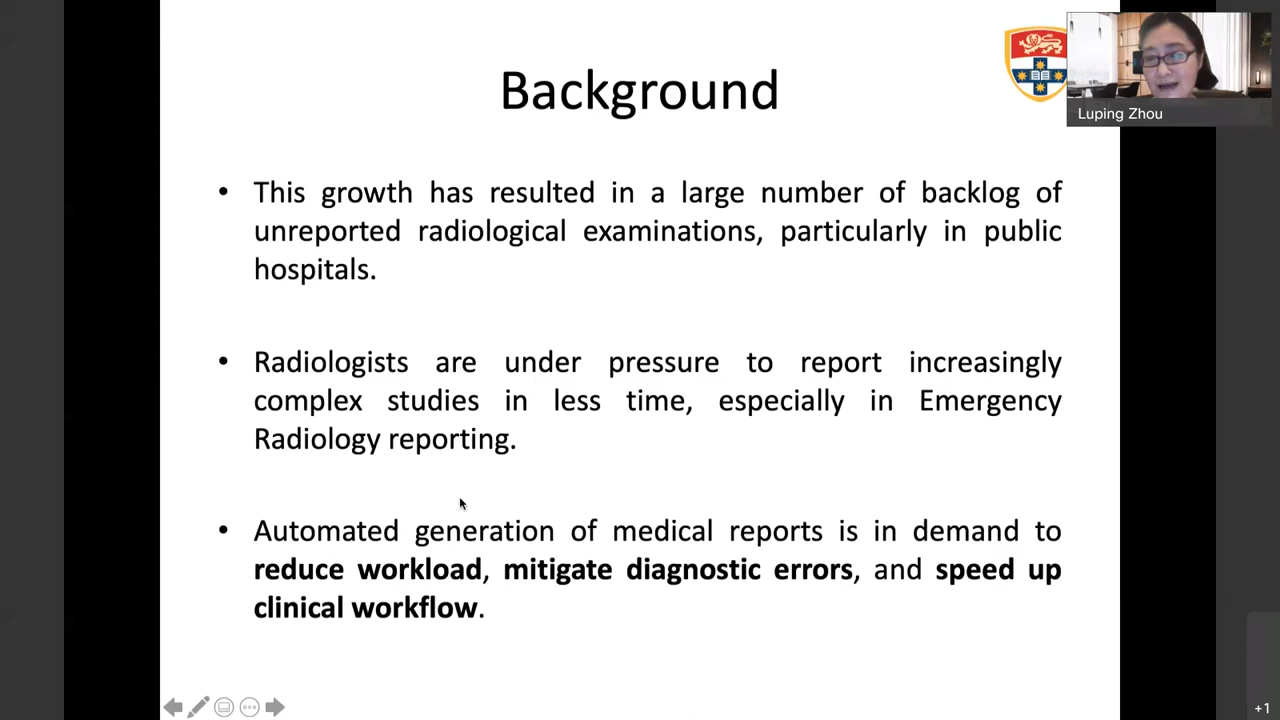 Background
Luping Zhou
• This growth has resulted in a large number of backlog of
unreported radiological examinations, particularly in public
hospitals.
• Radiologists are under pressure to report increasingly
complex studies in less time, especially in Emergency
Radiology reporting.
• Automated generation of medical reports is in demand to
reduce workload, mitigate diagnostic errors, and speed up
clinical workflow.
+1